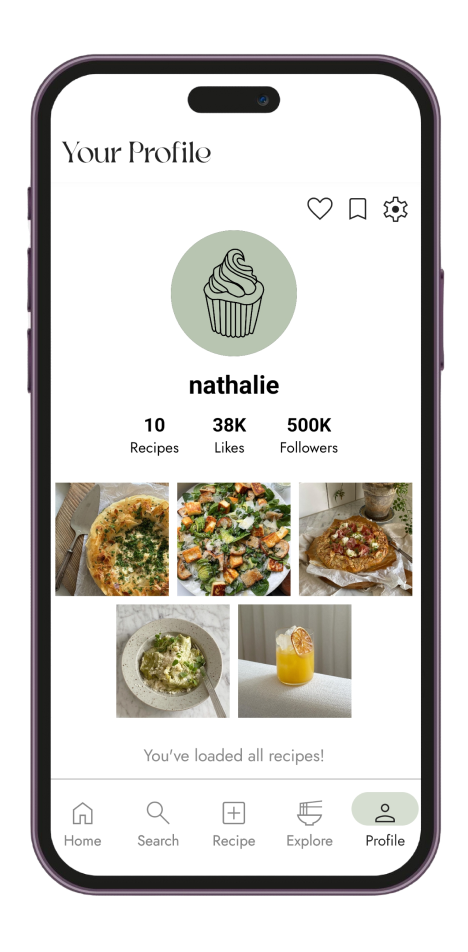 Your Profile
nathalie
10 38K 500K
Recipes Likes Followers
You've loaded all recipes!
Home Search Recipe Explore Profile